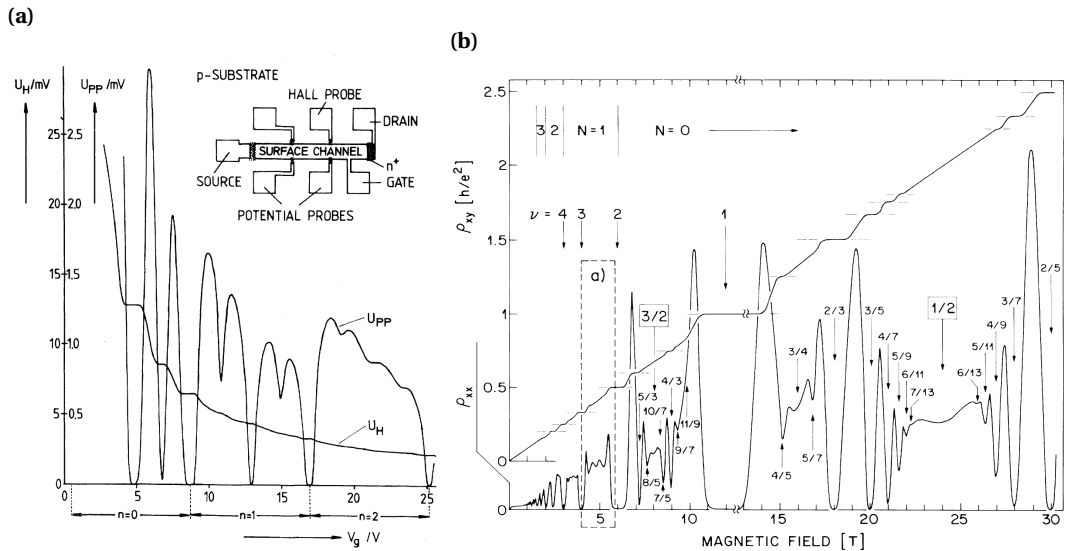 (a)
U_H/mV
U_PP/mV
p-SUBSTRATE
HALL PROBE
DRAIN
SURFACE CHANNEL
n+
SOURCE
GATE
POTENTIAL PROBES
25 2.5
20 2.0
15 1.5
10 1.0
5 0.5
0 0
U_PP
U_H
0 5 10 15 20 25
n=0 n=1 n=2
V_g/V
(b)
2.5
3 2 N=1 N=0
2
ρ_xy [h/e²]
ν = 4 3 2 1
1.5
a)
3/2
1
2/3 3/5 1/2 3/7 2/5
4/7 4/9
5/9 5/11
3/4 6/11 6/13
7/13
0.5
ρ_xx
5/3 4/3
10/7
11/9
9/7
8/5
7/5
4/5
5/7
0
0
5 10 15 20 25 30
MAGNETIC FIELD [T]